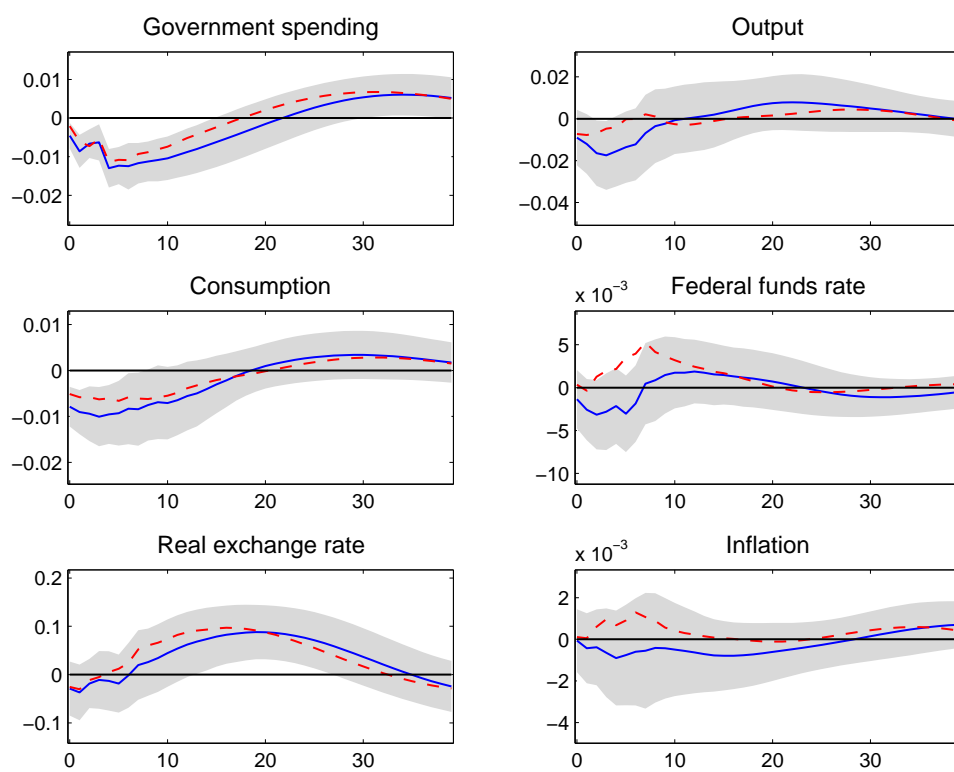 Government spending
0.01
0
−0.01
−0.02
0 10 20 30
Output
0.02
0
−0.02
−0.04
0 10 20 30
Consumption
0.01
0
−0.01
−0.02
0 10 20 30
x 10⁻³
Federal funds rate
5
0
−5
−10
0 10 20 30
Real exchange rate
0.2
0.1
0
−0.1
0 10 20 30
x 10⁻³
Inflation
2
0
−2
−4
0 10 20 30